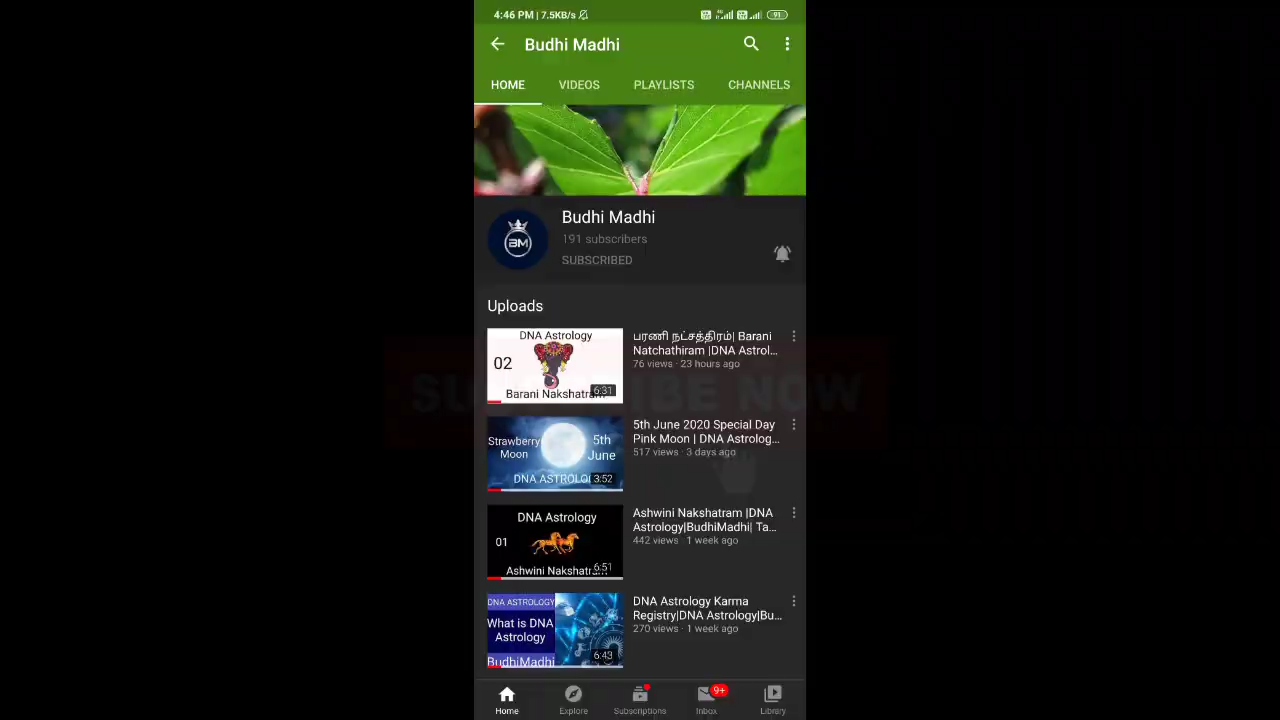 4:46 PM | 7.5KB/s
91
Budhi Madhi
HOME VIDEOS PLAYLISTS CHANNELS
BM
Budhi Madhi
191 subscribers
SUBSCRIBED
Uploads
DNA Astrology
02
6:31
Barani Nakshatram
பரணி நட்சத்திரம்| Barani
Natchathiram |DNA Astrol...
76 views · 23 hours ago
SUBSCRIBE NOW
Strawberry
Moon
5th
June
DNA ASTROLO
3:52
5th June 2020 Special Day
Pink Moon | DNA Astrolog...
517 views · 3 days ago
DNA Astrology
01
Ashwini Nakshatr
6:51
Ashwini Nakshatram |DNA
Astrology|BudhiMadhi| Ta...
442 views · 1 week ago
DNA ASTROLOGY
What is DNA
Astrology
BudhiMadhi
6:43
DNA Astrology Karma
Registry|DNA Astrology|Bu...
270 views · 1 week ago
9+
Home Explore Subscriptions Inbox Library